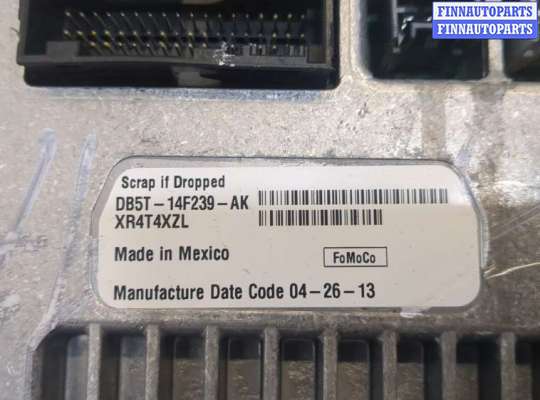 FINNAUTOPARTS
FINNAUTOPARTS
Scrap if Dropped
DB5T-14F239-AK
XR4T4XZL
Made in Mexico
FoMoCo
Manufacture Date Code 04-26-13